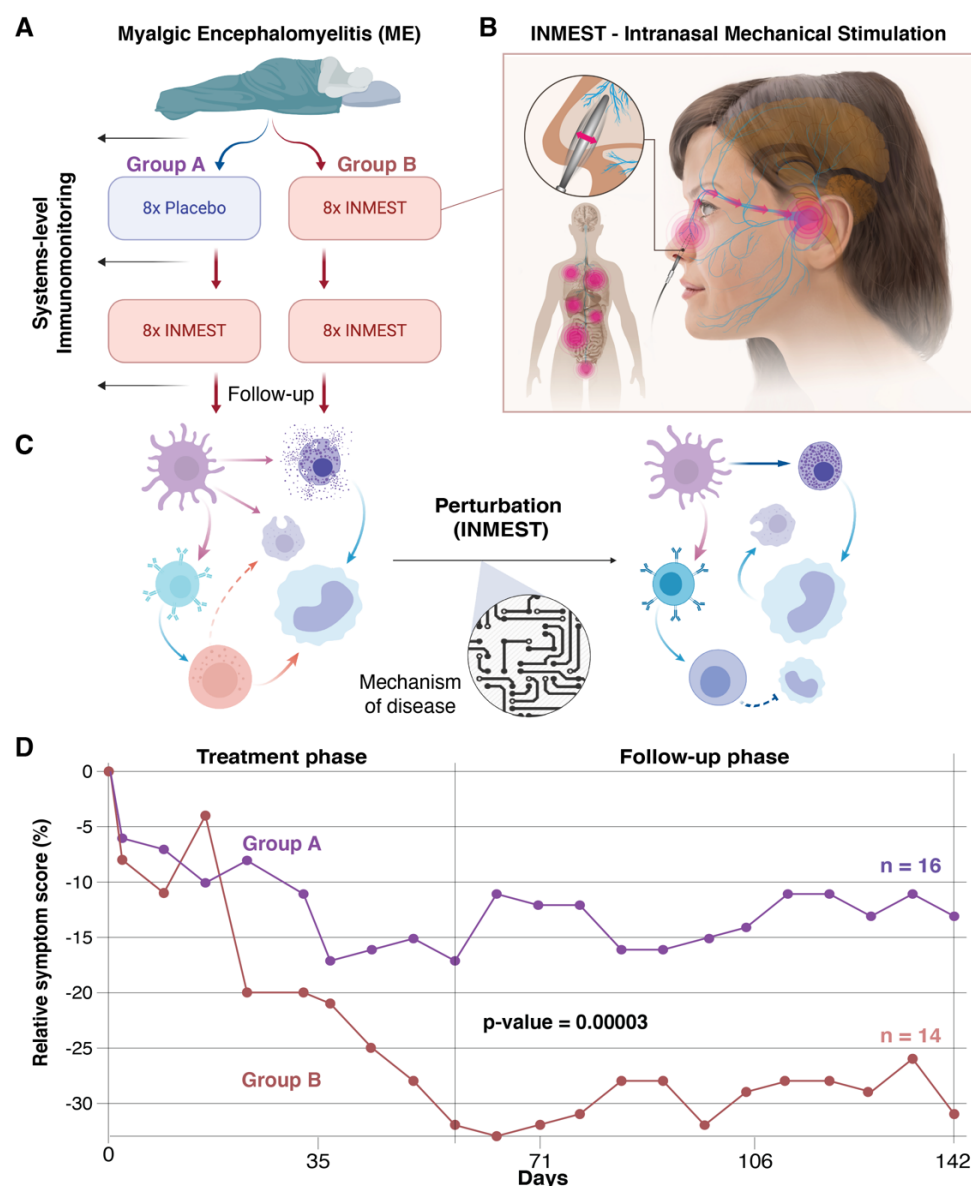 A
Myalgic Encephalomyelitis (ME)
Systems-level
Immunomonitoring
Group A
Group B
8x Placebo
8x INMEST
8x INMEST
8x INMEST
Follow-up
B
INMEST - Intranasal Mechanical Stimulation
C
Perturbation
(INMEST)
Mechanism
of disease
D
Treatment phase
Follow-up phase
Relative symptom score (%)
0
-5
-10
-15
-20
-25
-30
Group A
n = 16
p-value = 0.00003
n = 14
Group B
0
35
71
106
142
Days